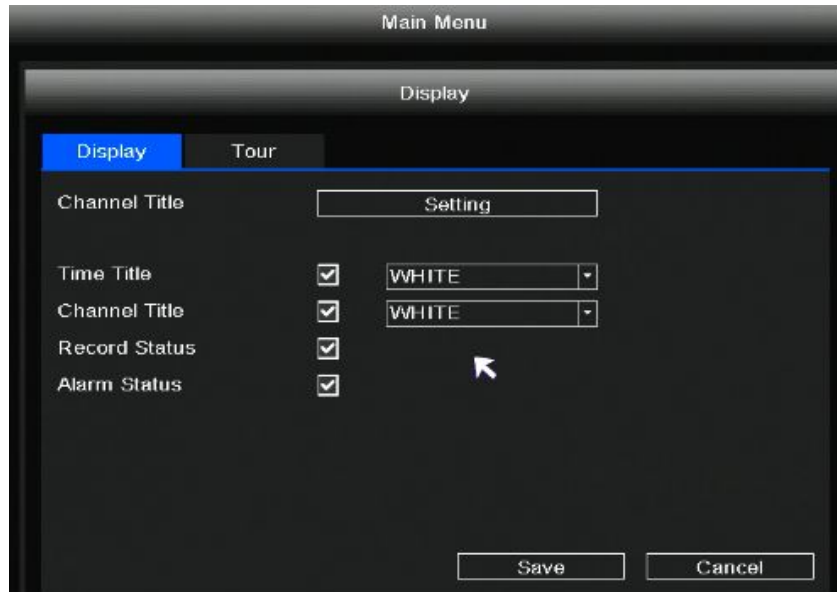 Main Menu
Display
Display Tour
Channel Title Setting
Time Title WHITE
Channel Title WHITE
Record Status
Alarm Status
Save Cancel